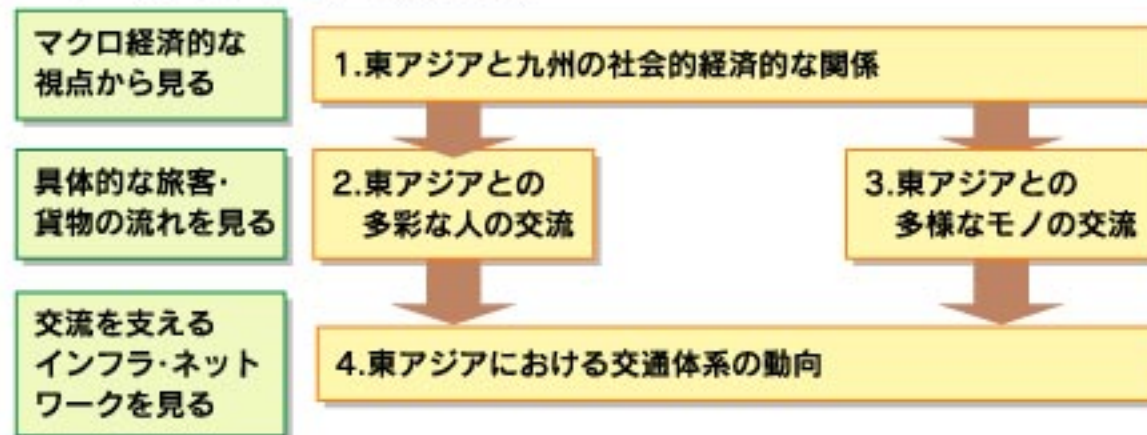 マクロ経済的な
視点から見る
1.東アジアと九州の社会的経済的な関係
具体的な旅客・
貨物の流れを見る
2.東アジアとの
多彩な人の交流
3.東アジアとの
多様なモノの交流
交流を支える
インフラ・ネット
ワークを見る
4.東アジアにおける交通体系の動向